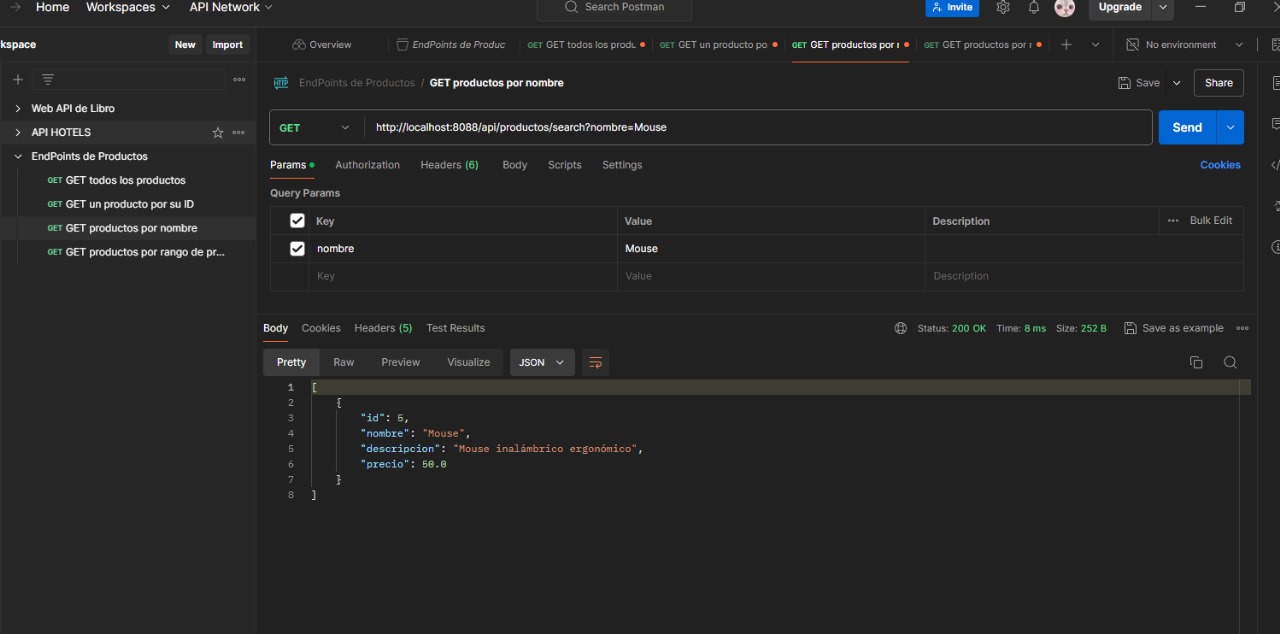 Home Workspaces API Network Search Postman Invite Upgrade
kspace New Import Overview EndPoints de Produc GET GET todos los produ. GET GET un producto po GET GET productos por r GET GET productos por r No environment
EndPoints de Productos / GET productos por nombre Save Share
Web API de Libro
API HOTELS
EndPoints de Productos
GET GET todos los productos
GET GET un producto por su ID
GET GET productos por nombre
GET GET productos por rango de pr...
GET http://localhost:8088/api/productos/search?nombre=Mouse Send
Params Authorization Headers (6) Body Scripts Settings Cookies
Query Params
Key Value Description Bulk Edit
nombre Mouse
Key Value Description
Body Cookies Headers (5) Test Results Status: 200 OK Time: 8 ms Size: 252 B Save as example
Pretty Raw Preview Visualize JSON
1 [
2 {
3 "id": 5,
4 "nombre": "Mouse",
5 "descripcion": "Mouse inalámbrico ergonómico",
6 "precio": 50.0
7 }
8 ]